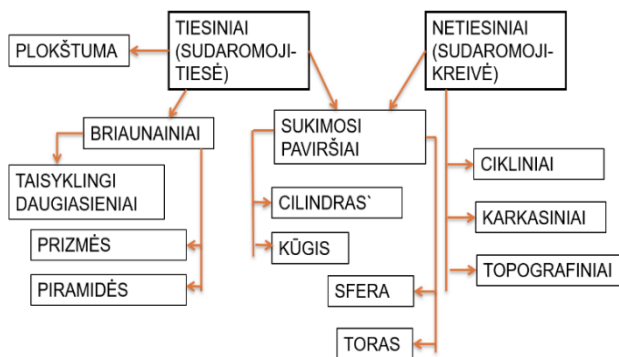 TIESINIAI
(SUDAROMOJI-
TIESĖ)
NETIESINIAI
(SUDAROMOJI-
KREIVĖ)
PLOKŠTUMA
BRIAUNAINIAI
SUKIMOSI
PAVIRŠIAI
TAISYKLINGI
DAUGIASIENIAI
CIKLINIAI
CILINDRAS`
KARKASINIAI
PRIZMĖS
KŪGIS
TOPOGRAFINIAI
PIRAMIDĖS
SFERA
TORAS